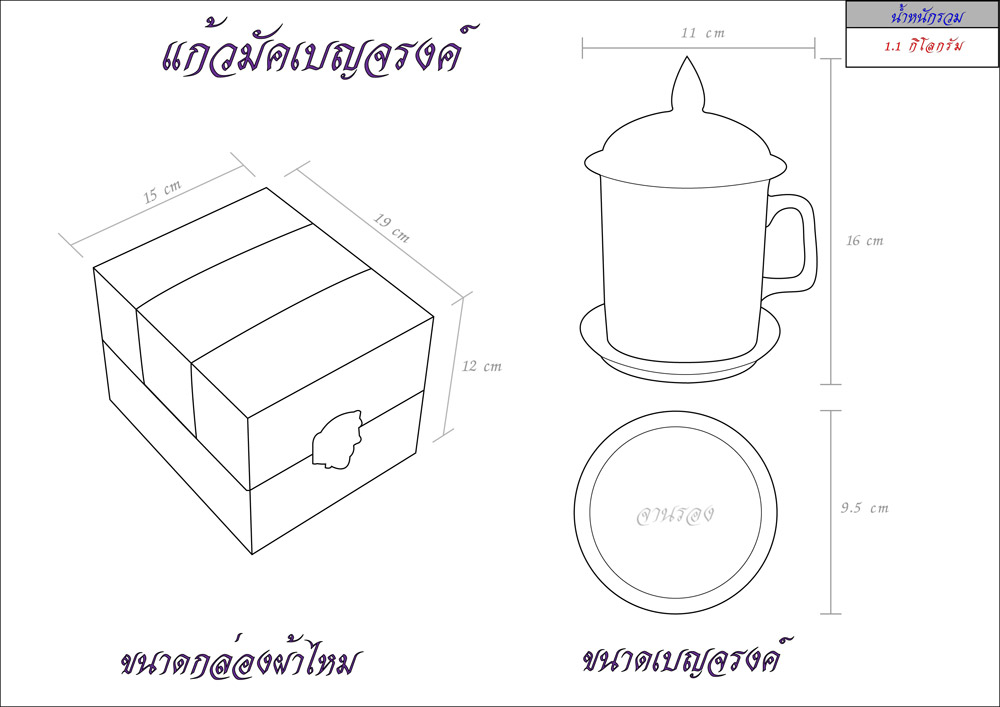 แก้วมัคเบญจรงค์
น้ำหนักรวม
1.1 กิโลกรัม
11 cm
15 cm
19 cm
12 cm
16 cm
จานรอง
9.5 cm
ขนาดกล่องผ้าไหม
ขนาดเบญจรงค์